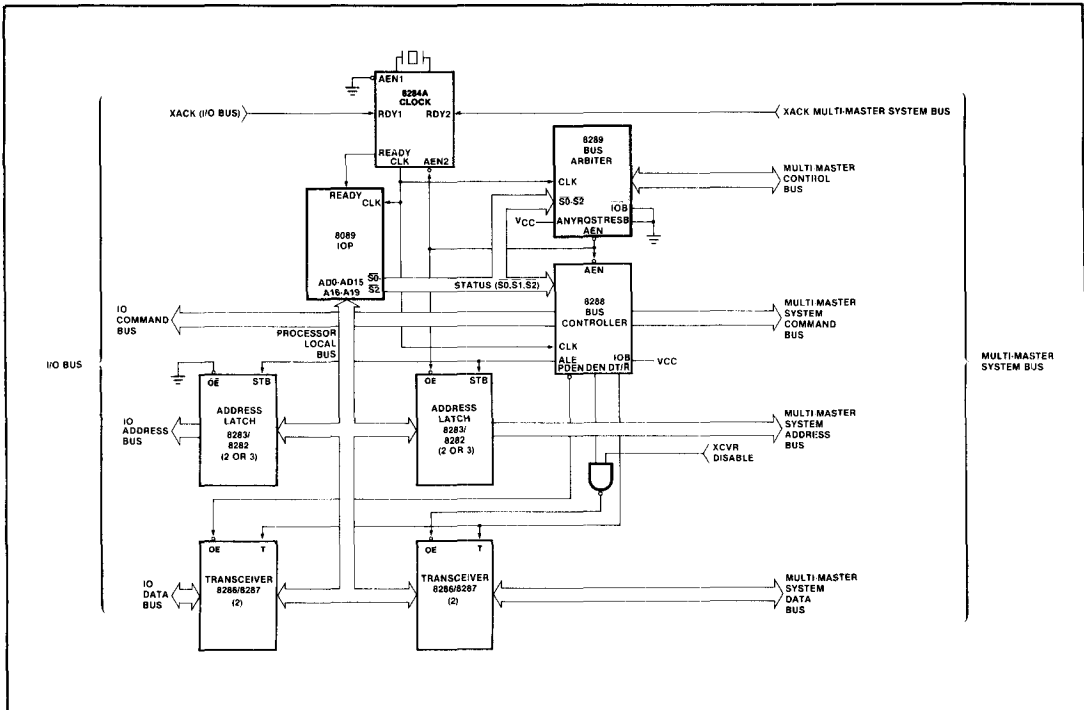 AEN1
8284A
CLOCK
RDY1 RDY2
READY
CLK AEN2
XACK (I/O BUS)
XACK MULTI-MASTER SYSTEM BUS
8289
BUS
ARBITER
CLK
S0-S2
IOB
VCC
ANYRQSTRESB
AEN
MULTI-MASTER
CONTROL
BUS
READY
CLK
8089
IOP
AD0-AD15
A16-A19
S0-
S2
STATUS (S0,S1,S2)
AEN
8288
BUS
CONTROLLER
CLK
ALE IOB
PDEN DEN DT/R
VCC
IO
COMMAND
BUS
PROCESSOR
LOCAL
BUS
MULTI-MASTER
SYSTEM
COMMAND
BUS
I/O BUS
MULTI-MASTER
SYSTEM BUS
OE STB
ADDRESS
LATCH
8283/
8282
(2 OR 3)
OE STB
ADDRESS
LATCH
8283/
8282
(2 OR 3)
IO
ADDRESS
BUS
MULTI-MASTER
SYSTEM
ADDRESS
BUS
XCVR
DISABLE
OE T
TRANSCEIVER
8286/8287
(2)
OE T
TRANSCEIVER
8286/8287
(2)
IO
DATA
BUS
MULTI-MASTER
SYSTEM
DATA
BUS